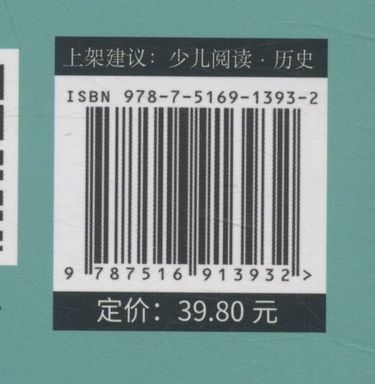 上架建议：少儿阅读·历史
ISBN 978-7-5169-1393-2
9 787516 913932 >
定价：39.80 元